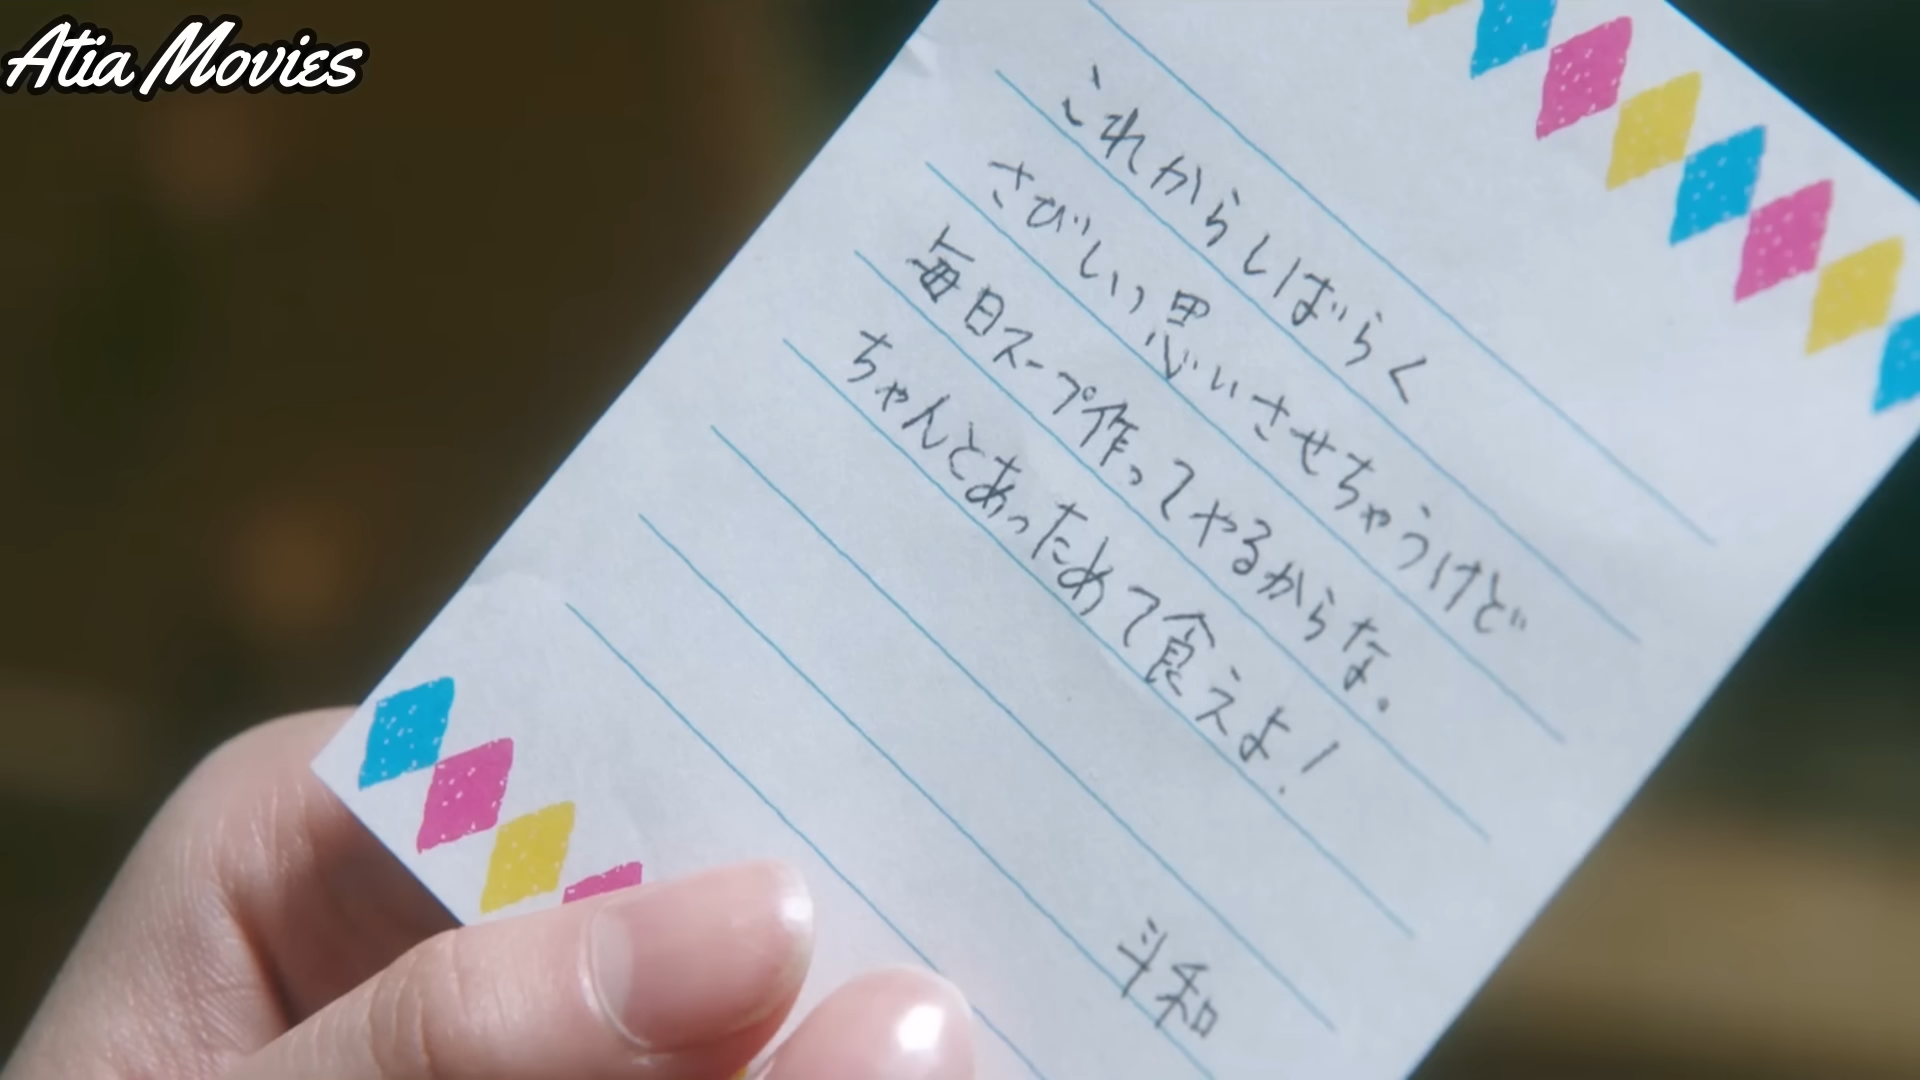 Atia Movies
これからしばらく
さびしい思いさせちゃうけど
毎日スープ作ってやるからな。
ちゃんとあっためて食えよ！
斗和